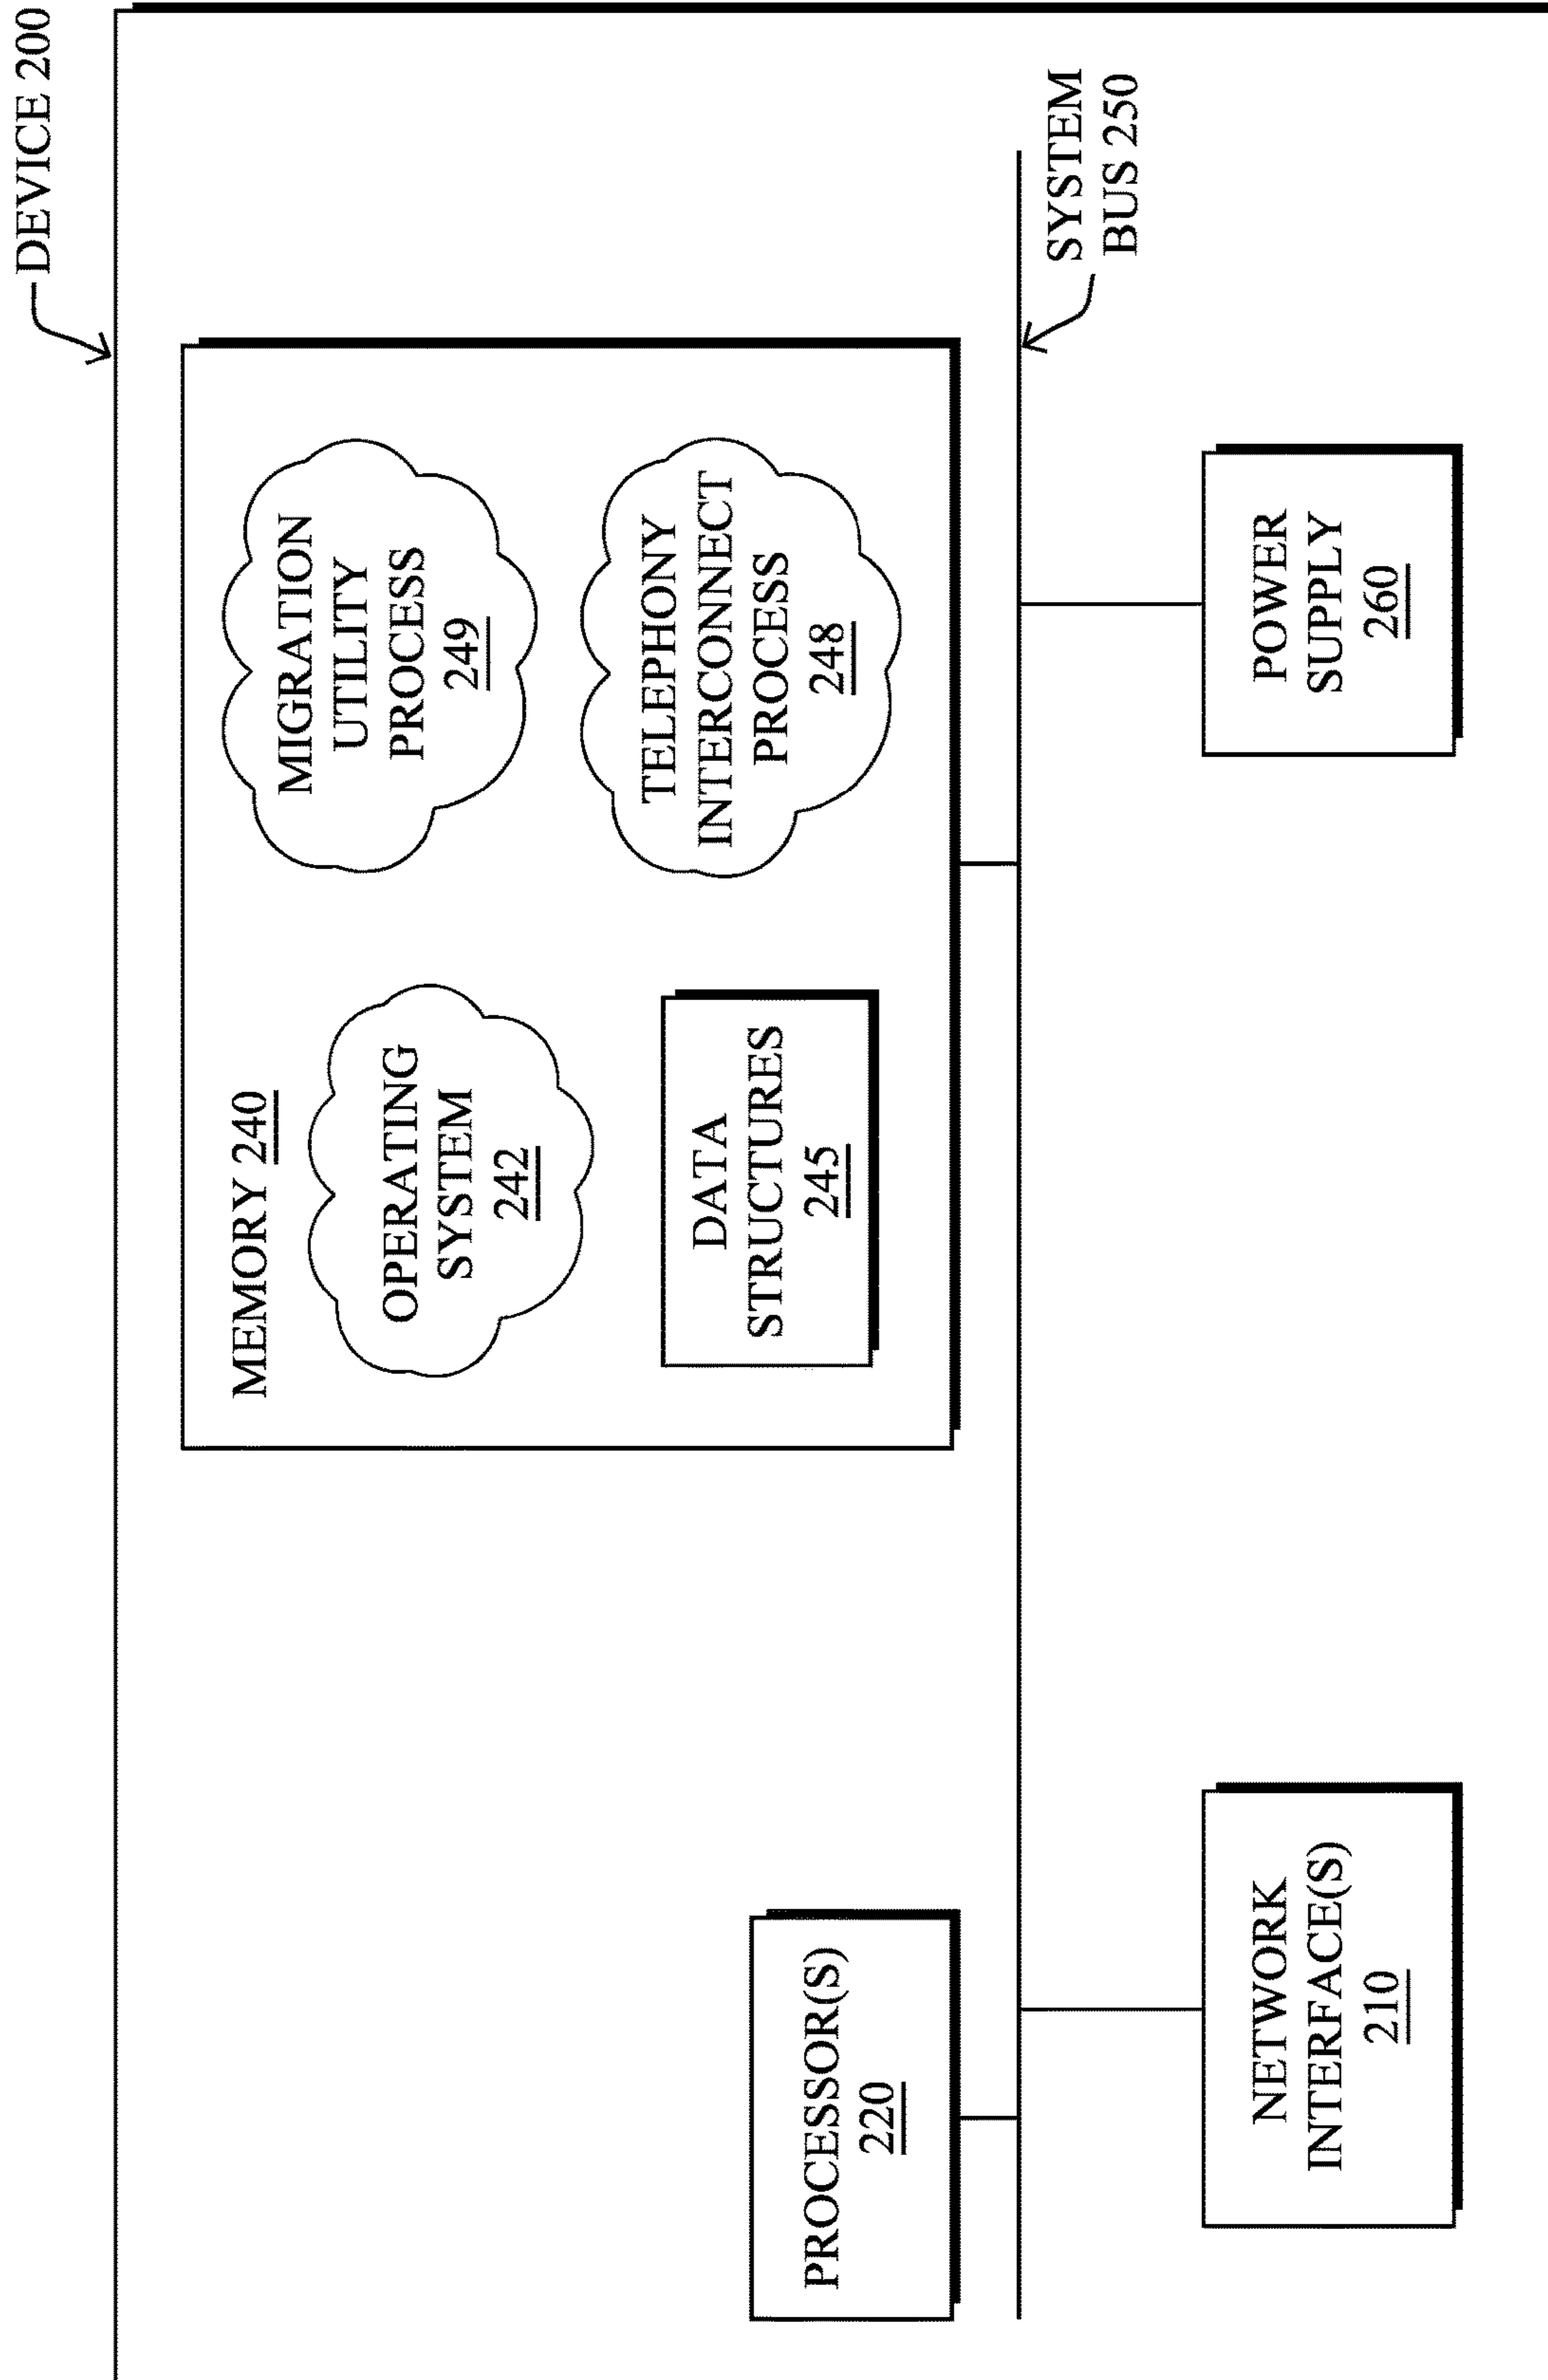 DEVICE 200
MEMORY 240
OPERATING
SYSTEM
242
MIGRATION
UTILITY
PROCESS
249
DATA
STRUCTURES
245
TELEPHONY
INTERCONNECT
PROCESS
248
PROCESSOR(S)
220
SYSTEM
BUS 250
NETWORK
INTERFACE(S)
210
POWER
SUPPLY
260